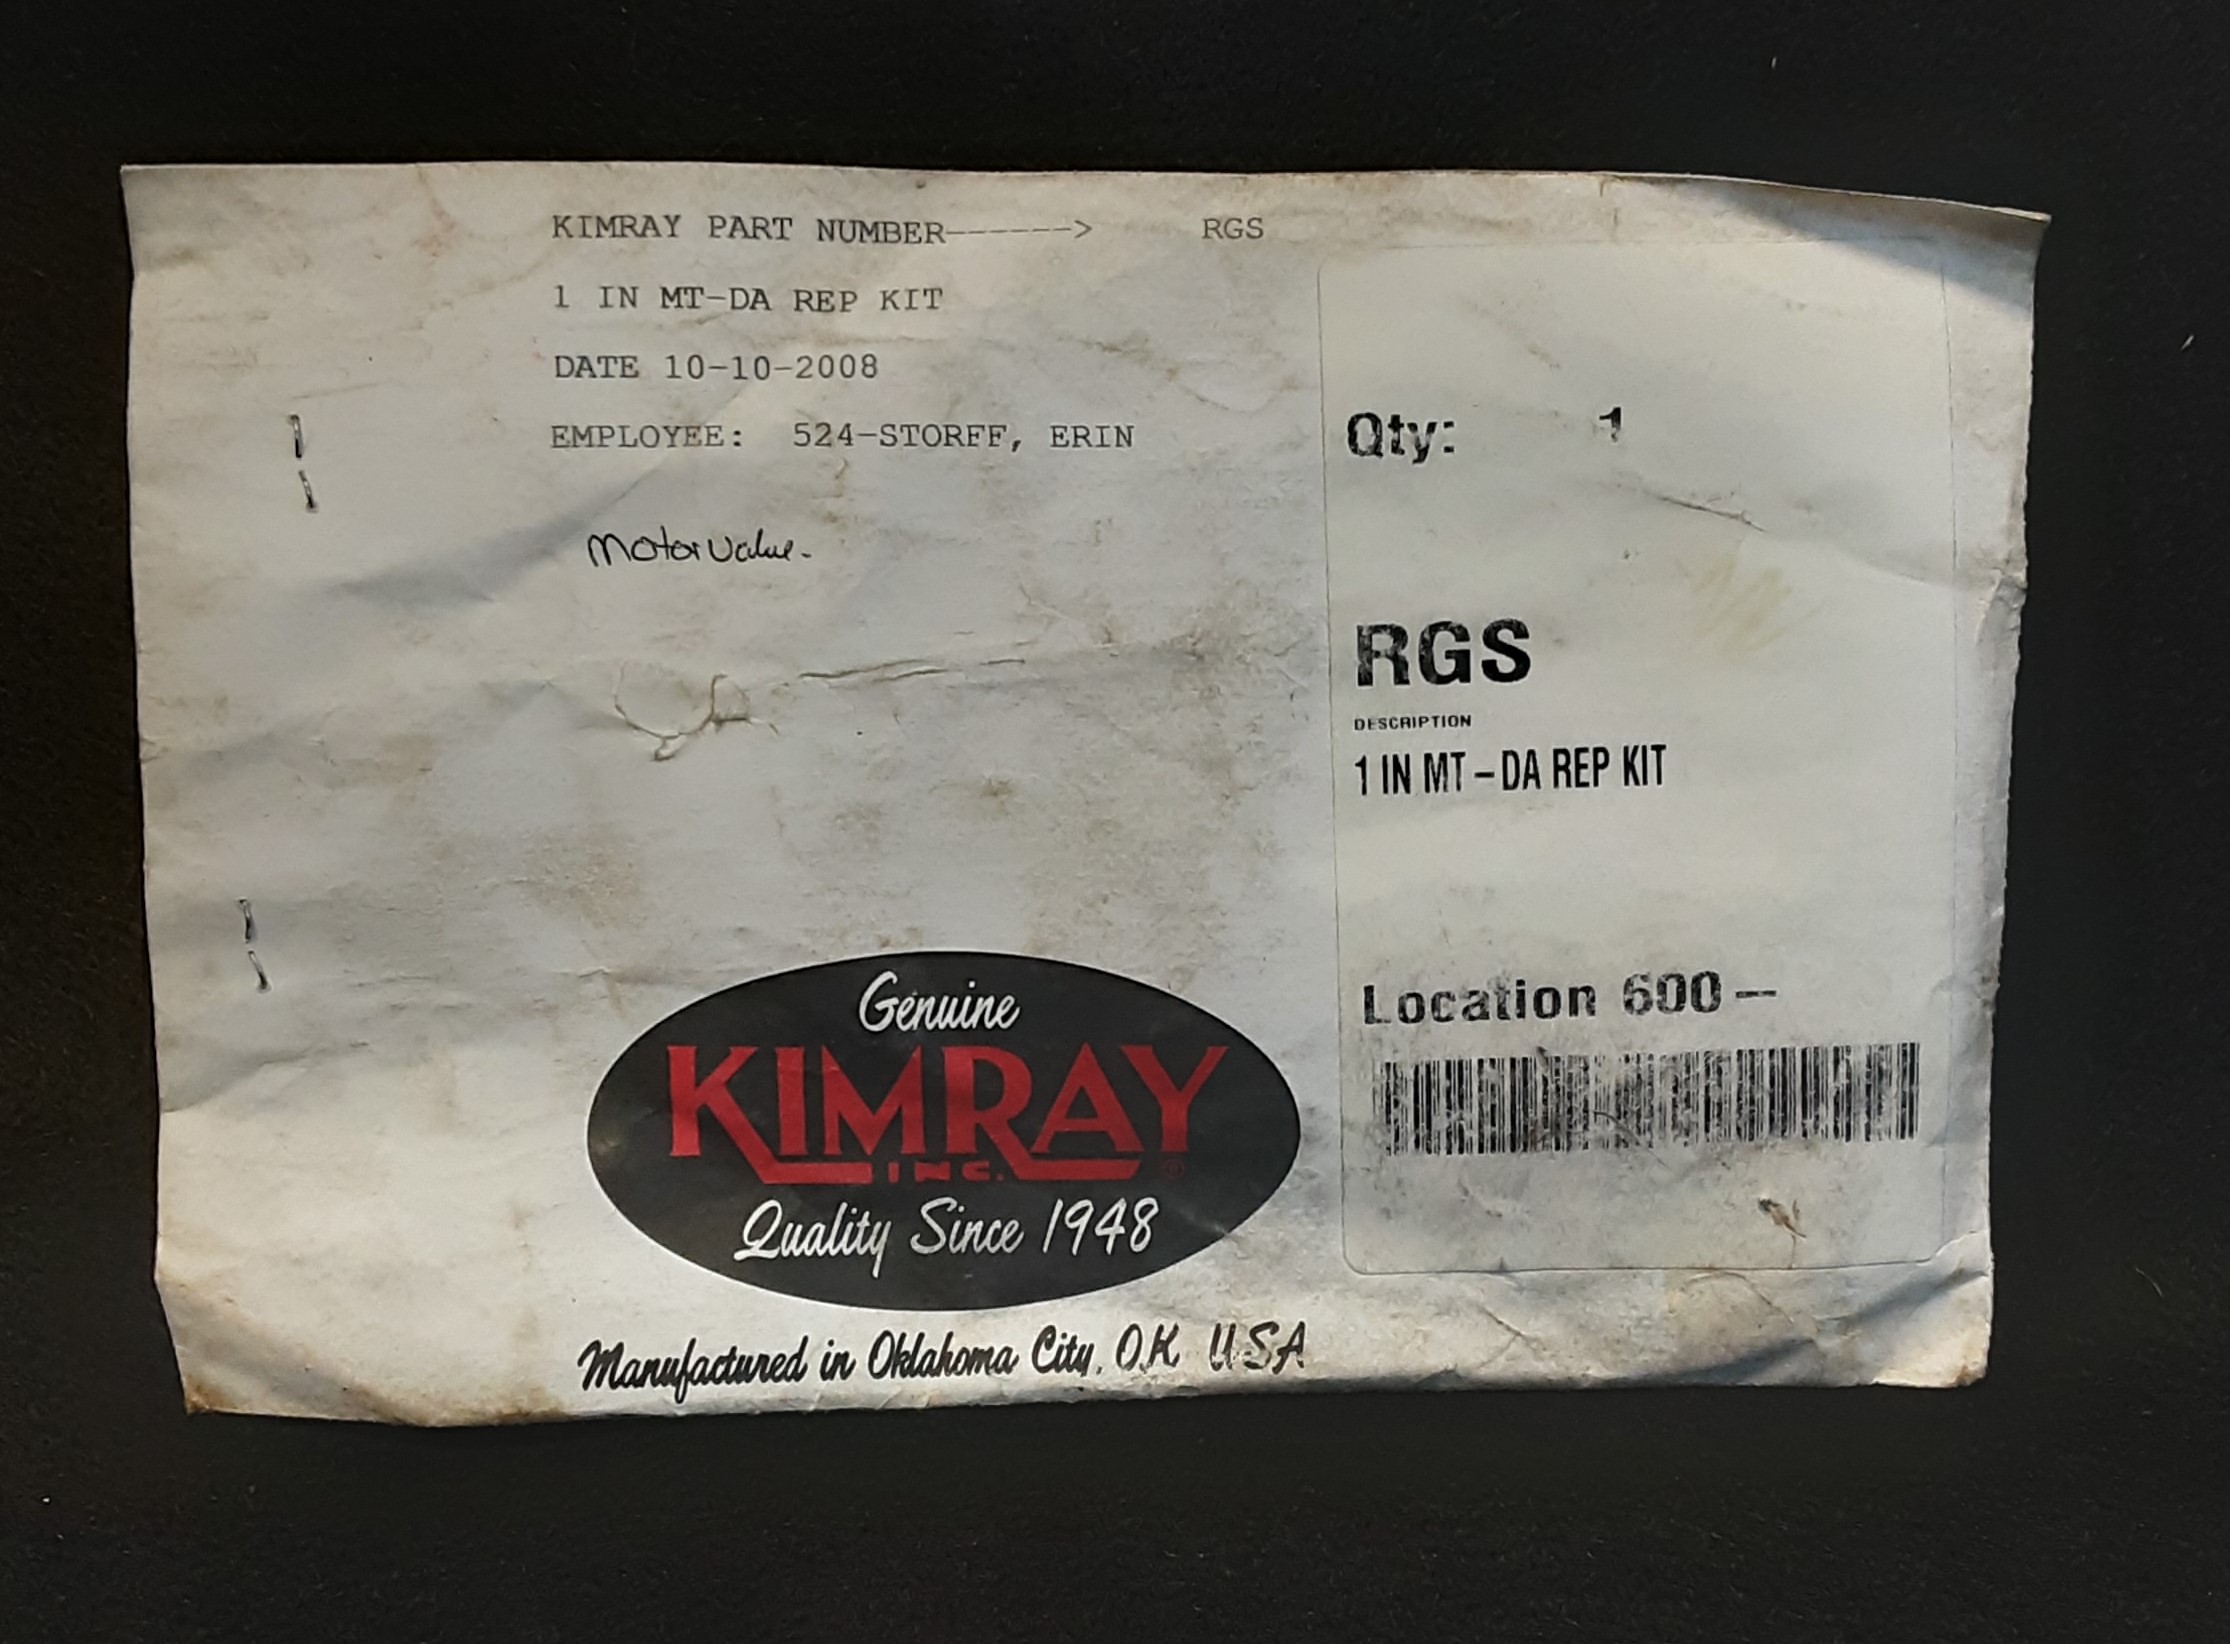 KIMRAY PART NUMBER------> RGS
1 IN MT-DA REP KIT
DATE 10-10-2008
EMPLOYEE: 524-STORFF, ERIN
Motor Valve.
Qty: 1
RGS
DESCRIPTION
1 IN MT-DA REP KIT
Location 600-
Genuine
KIMRAY
INC. ®
Quality Since 1948
Manufactured in Oklahoma City, OK USA